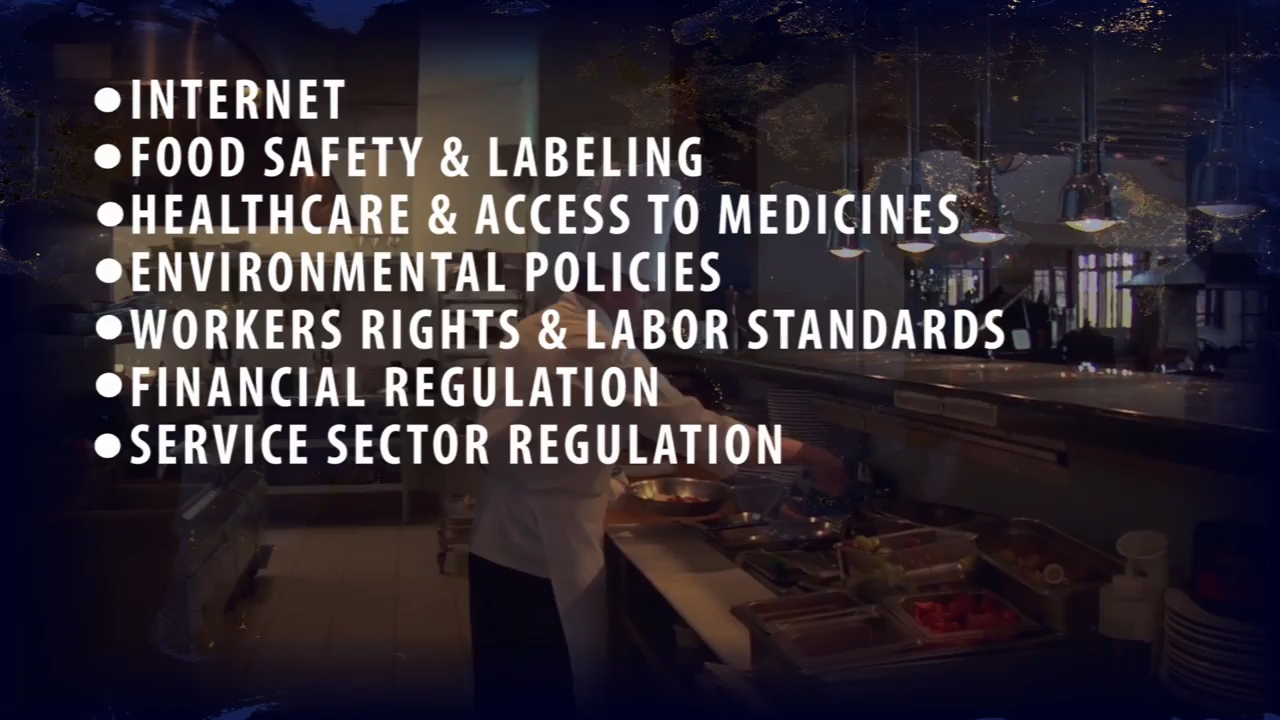 •INTERNET
•FOOD SAFETY & LABELING
•HEALTHCARE & ACCESS TO MEDICINES
•ENVIRONMENTAL POLICIES
•WORKERS RIGHTS & LABOR STANDARDS
•FINANCIAL REGULATION
•SERVICE SECTOR REGULATION